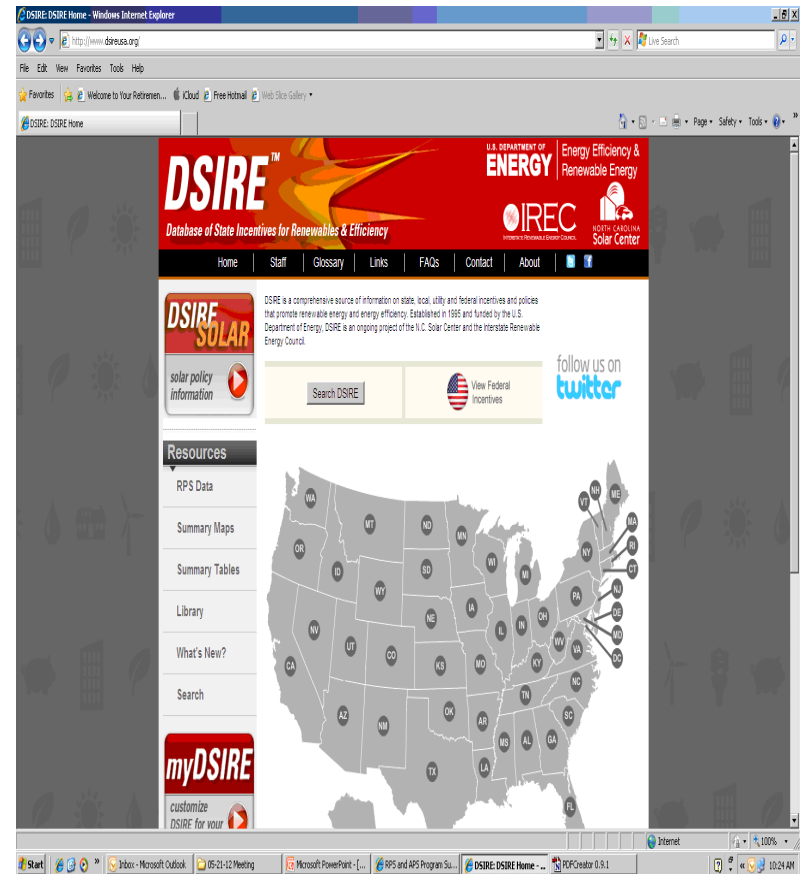 DSIRE: DSIRE Home - Windows Internet Explorer
http://www.dsireusa.org/
Live Search
File Edit View Favorites Tools Help
Favorites Welcome to Your Retiremen... iCloud Free Hotmail Web Slice Gallery
DSIRE: DSIRE Home
Page Safety Tools
DSIRE™
Database of State Incentives for Renewables & Efficiency
U.S. DEPARTMENT OF
ENERGY
Energy Efficiency &
Renewable Energy
IREC
INTERSTATE RENEWABLE ENERGY COUNCIL
NORTH CAROLINA
Solar Center
Home Staff Glossary Links FAQs Contact About
DSIRE
SOLAR
solar policy
information
DSIRE is a comprehensive source of information on state, local, utility and federal incentives and policies
that promote renewable energy and energy efficiency. Established in 1995 and funded by the U.S.
Department of Energy, DSIRE is an ongoing project of the N.C. Solar Center and the Interstate Renewable
Energy Council.
Search DSIRE
View Federal
Incentives
follow us on
twitter
Resources
RPS Data
Summary Maps
Summary Tables
Library
What's New?
Search
myDSIRE
customize
DSIRE for your
WA
MT
ND
MN
OR
ID
WY
SD
WI
MI
NY
VT
NH
ME
MA
RI
CT
NJ
DE
MD
DC
PA
NV
UT
CO
NE
IA
IL
IN
OH
WV
VA
CA
KS
MO
KY
NC
TN
AZ
NM
OK
AR
SC
MS
AL
GA
TX
LA
FL
Internet
100%
Start
Inbox - Microsoft Outlook
05-21-12 Meeting
Microsoft PowerPoint - [...
RPS and APS Program Su...
DSIRE: DSIRE Home - ...
PDFCreator 0.9.1
10:24 AM